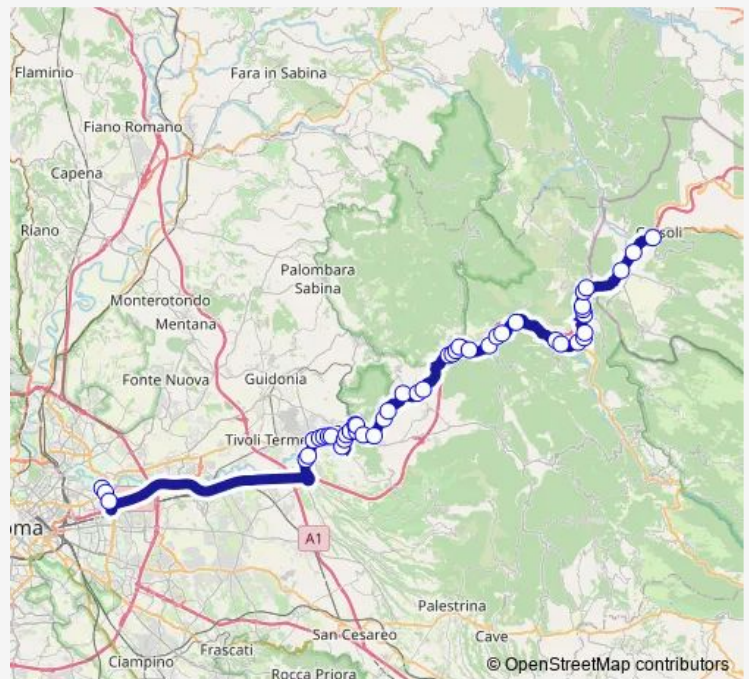 Flaminio
Fara in Sabina
Fiano Romano
Capena
Riano
Palombara
Sabina
Monterotondo
Mentana
Fonte Nuova
Guidonia
Tivoli Terme
A1
Palestrina
San Cesareo
Cave
Frascati
Ciampino
Rocca Priora
© OpenStreetMap contributors